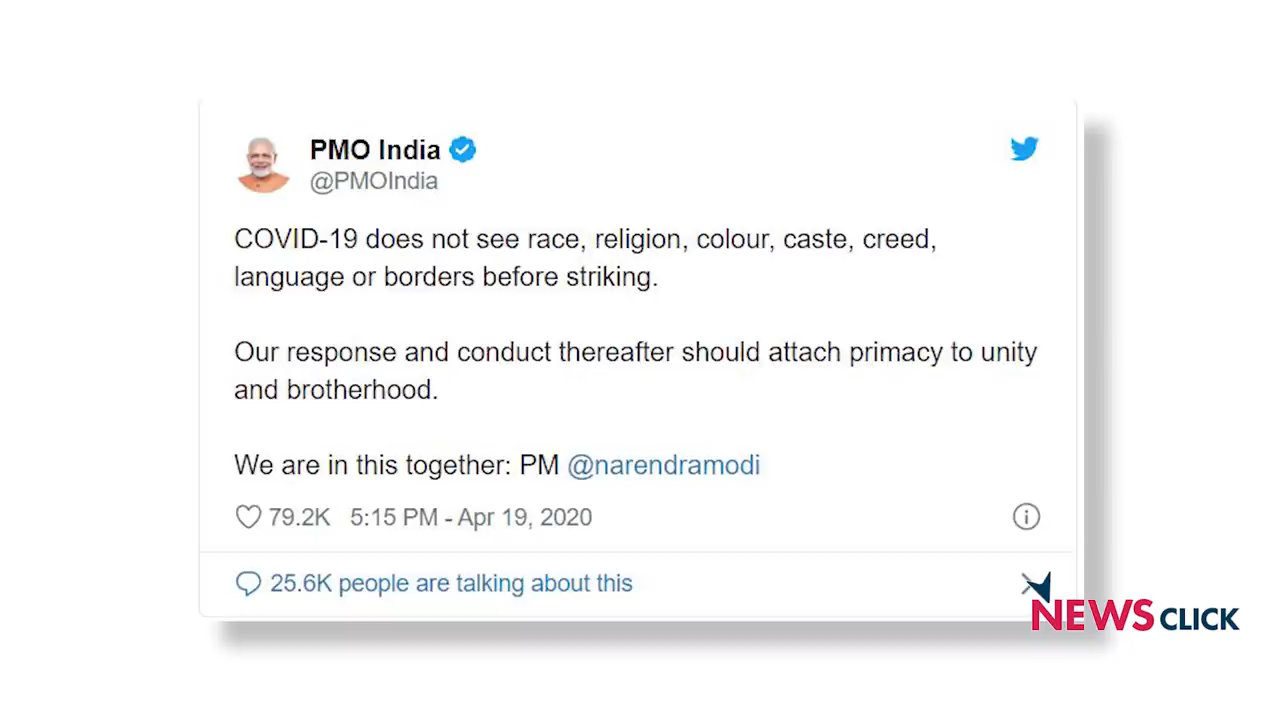 PMO India
@PMOIndia
COVID-19 does not see race, religion, colour, caste, creed,
language or borders before striking.
Our response and conduct thereafter should attach primacy to unity
and brotherhood.
We are in this together: PM @narendramodi
79.2K 5:15 PM - Apr 19, 2020
25.6K people are talking about this
NEWSCLICK